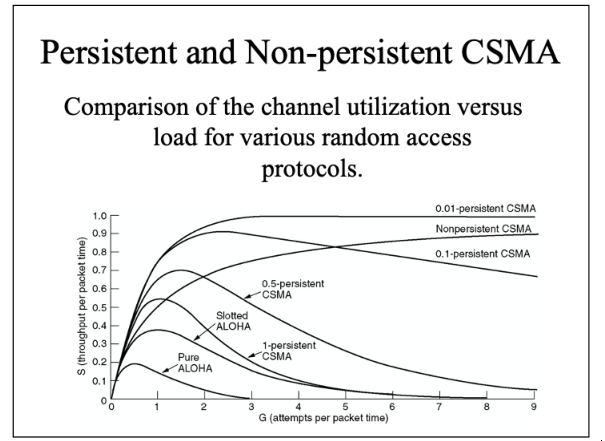 Persistent and Non-persistent CSMA
Comparison of the channel utilization versus
load for various random access
protocols.
0.01-persistent CSMA
Nonpersistent CSMA
0.1-persistent CSMA
0.5-persistent
CSMA
Slotted
ALOHA
1-persistent
CSMA
Pure
ALOHA
S (throughput per packet time)
1.0
0.9
0.8
0.7
0.6
0.5
0.4
0.3
0.2
0.1
0
0 1 2 3 4 5 6 7 8 9
G (attempts per packet time)